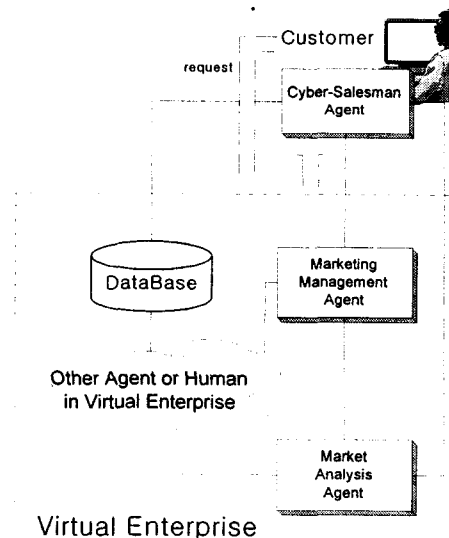 Customer
request
Cyber-Salesman
Agent
DataBase
Marketing
Management
Agent
Other Agent or Human
in Virtual Enterprise
Market
Analysis
Agent
Virtual Enterprise